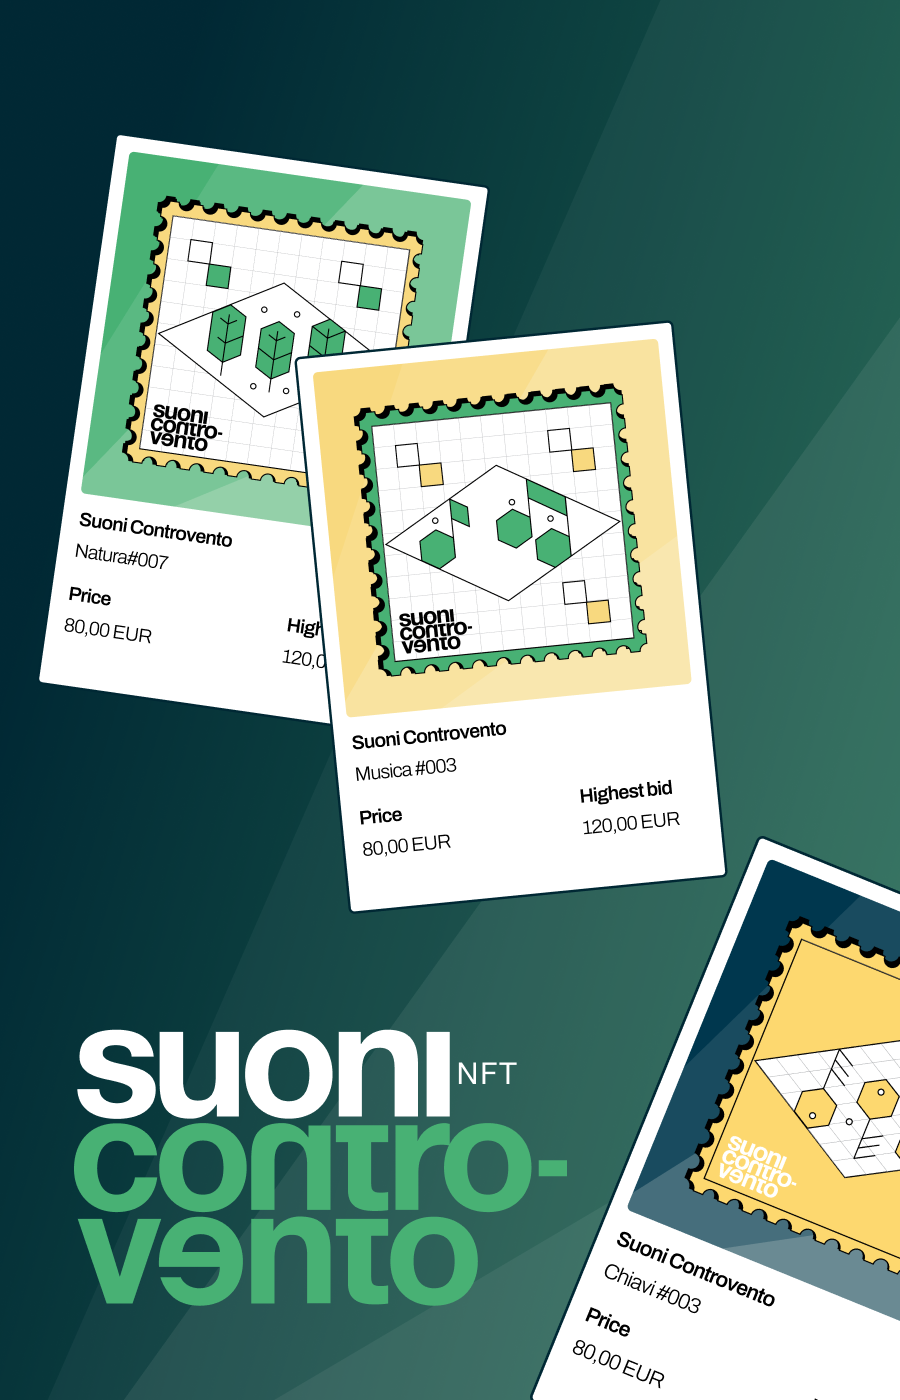 suoni
contro-
vento
Suoni Controvento
Natura#007
Price
80,00 EUR
suoni
contro-
vento
Suoni Controvento
Musica #003
Price
Highest bid
80,00 EUR
120,00 EUR
suoni
contro-
vento
Suoni Controvento
Chiavi #003
Price
80,00 EUR
suoni NFT
contro-
vento